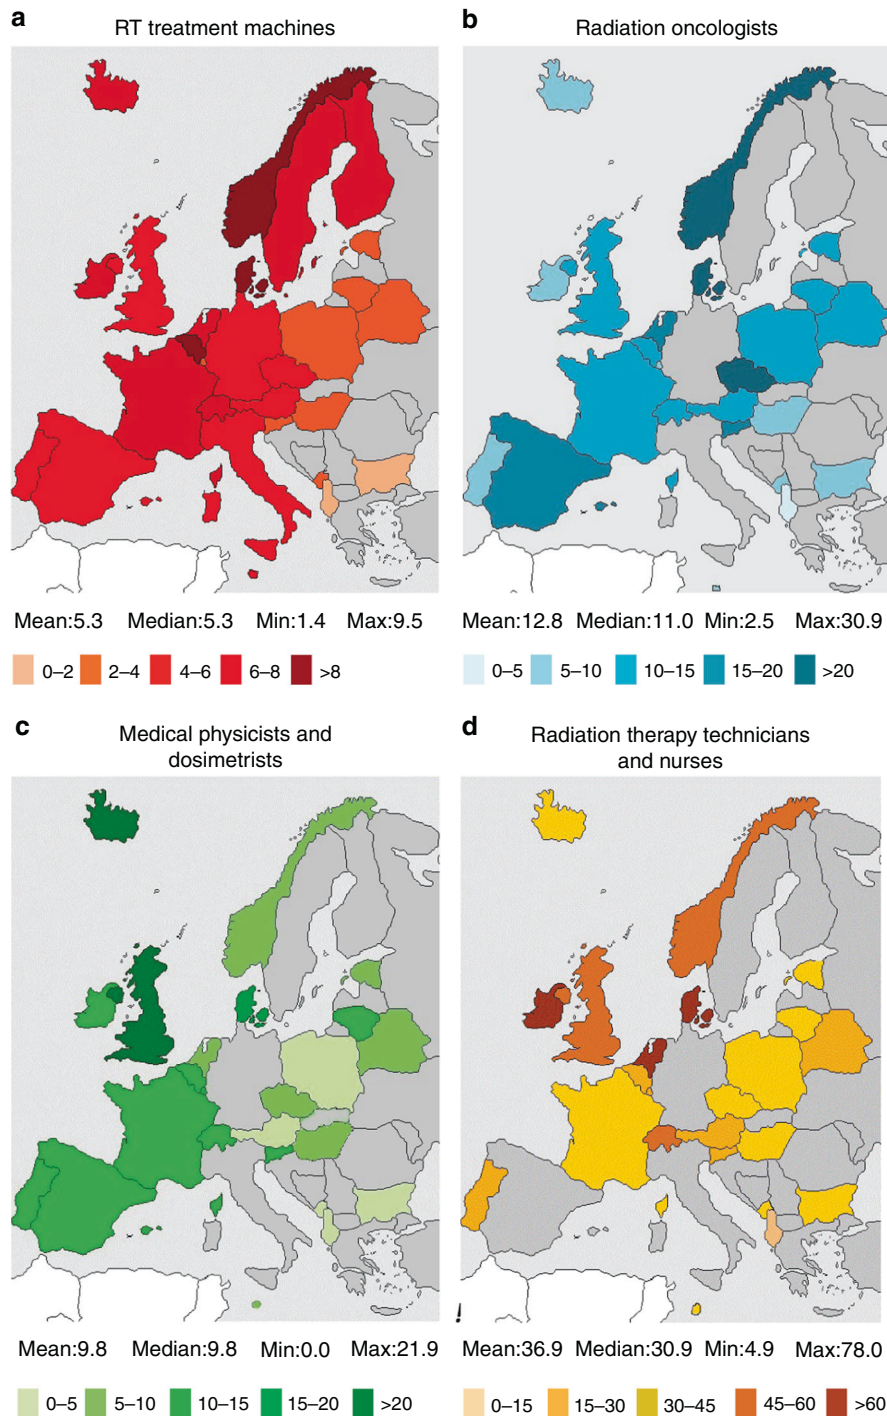 a
RT treatment machines
Mean:5.3 Median:5.3 Min:1.4 Max:9.5
0–2 2–4 4–6 6–8 >8
b
Radiation oncologists
Mean:12.8 Median:11.0 Min:2.5 Max:30.9
0–5 5–10 10–15 15–20 >20
c
Medical physicists and
dosimetrists
Mean:9.8 Median:9.8 Min:0.0 Max:21.9
0–5 5–10 10–15 15–20 >20
d
Radiation therapy technicians
and nurses
Mean:36.9 Median:30.9 Min:4.9 Max:78.0
0–15 15–30 30–45 45–60 >60